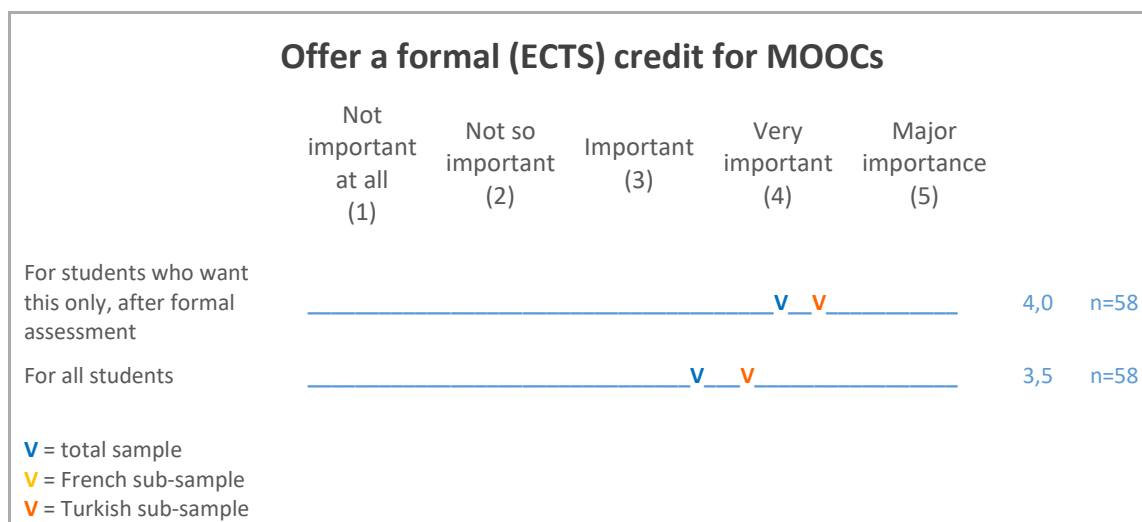 Offer a formal (ECTS) credit for MOOCs
Not important at all (1)
Not so important (2)
Important (3)
Very important (4)
Major importance (5)
For students who want
this only, after formal
assessment
V V 4,0 n=58
For all students
V V 3,5 n=58
V = total sample
V = French sub-sample
V = Turkish sub-sample